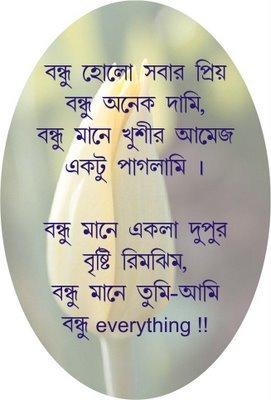 বন্ধু হোলো সবার প্রিয়
বন্ধু অনেক দামি,
বন্ধু মানে খুশীর আমেজ
একটু পাগলামি ।
বন্ধু মানে একলা দুপুর
বৃষ্টি রিমঝিম,
বন্ধু মানে তুমি-আমি
বন্ধু everything !!